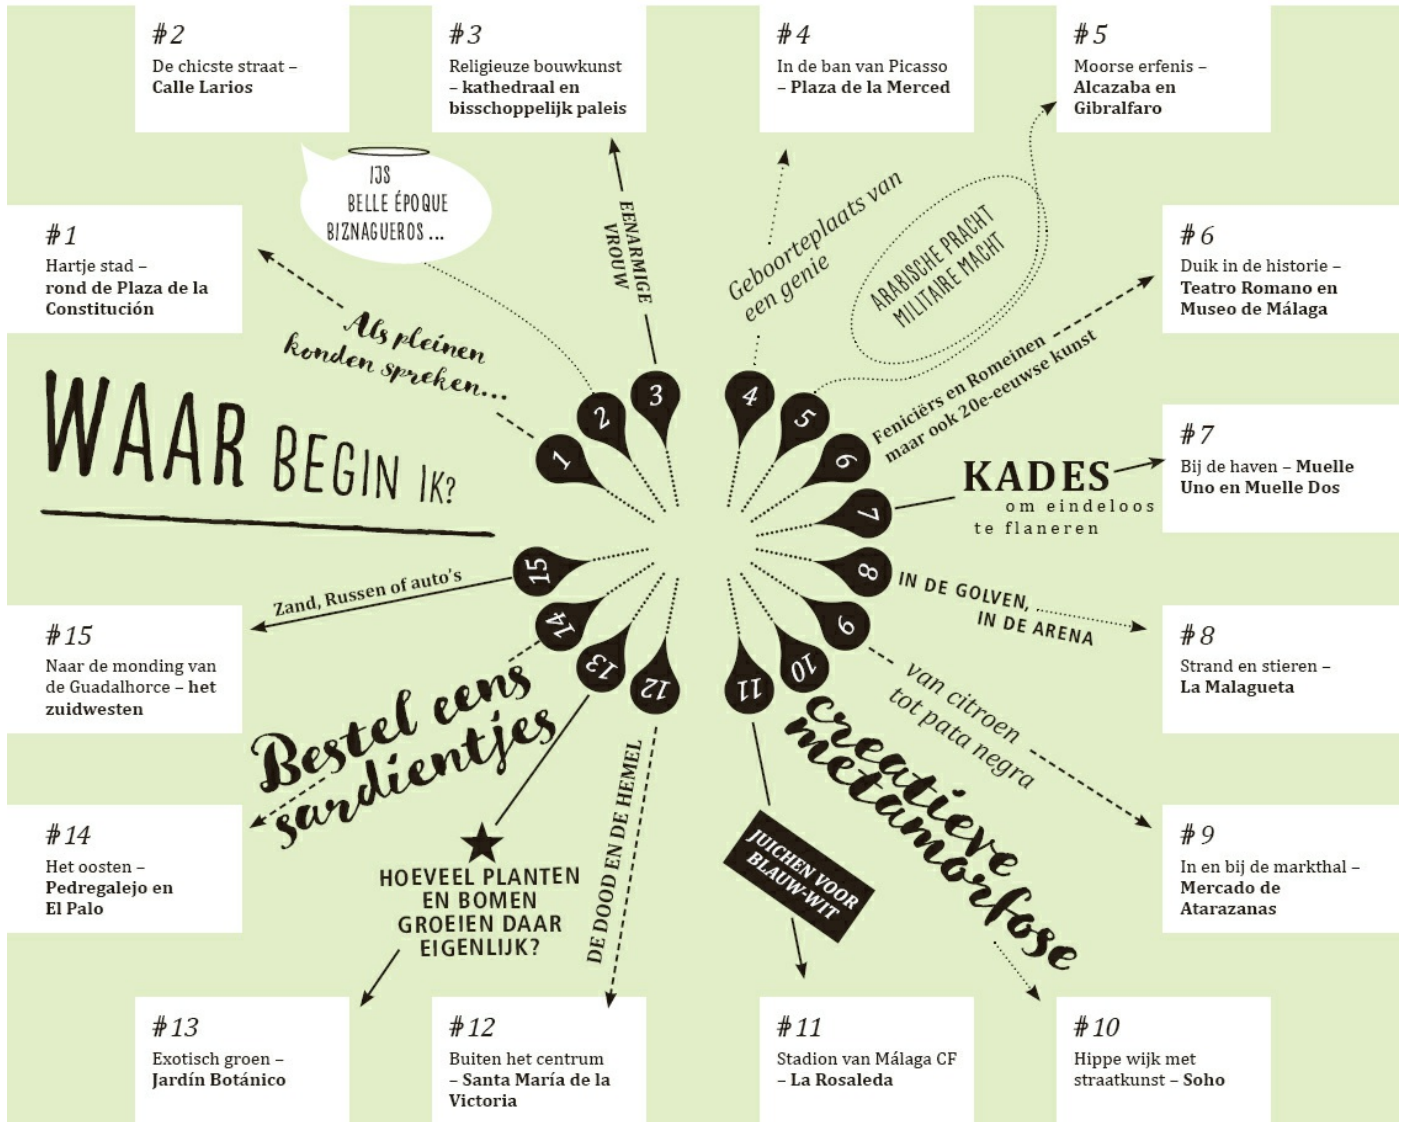 #2
De chicste straat –
Calle Larios
#3
Religieuze bouwkunst
– kathedraal en
bisschoppelijk paleis
#4
In de ban van Picasso
– Plaza de la Merced
#5
Moorse erfenis –
Alcazaba en
Gibralfaro
IJS
BELLE ÉPOQUE
BIZNAGUEROS ...
EENARMIGE
VROUW
Geboorteplaats van
een genie
ARABISCHE PRACHT
MILITAIRE MACHT
#1
Hartje stad –
rond de Plaza de la
Constitución
#6
Duik in de historie –
Teatro Romano en
Museo de Málaga
Als pleinen
konden spreken...
Feniciërs en Romeinen
maar ook 20e-eeuwse kunst
WAAR BEGIN IK?
1
2
3
4
5
6
7
8
9
10
11
12
13
14
15
KADES
om eindeloos
te flaneren
#7
Bij de haven – Muelle
Uno en Muelle Dos
Zand, Russen of auto's
IN DE GOLVEN,
IN DE ARENA
#15
Naar de monding van
de Guadalhorce – het
zuidwesten
#8
Strand en stieren –
La Malagueta
Bestel eens
sardientjes
van citroen
tot pata negra
creatieve
metamorfose
#14
Het oosten –
Pedregalejo en
El Palo
HOEVEEL PLANTEN
EN BOMEN
GROEIEN DAAR
EIGENLIJK?
DE DOOD EN DE HEMEL
JUICHEN VOOR
BLAUW-WIT
#9
In en bij de markthal –
Mercado de
Atarazanas
#13
Exotisch groen –
Jardín Botánico
#12
Buiten het centrum
– Santa María de la
Victoria
#11
Stadion van Málaga CF
– La Rosaleda
#10
Hippe wijk met
straatkunst – Soho